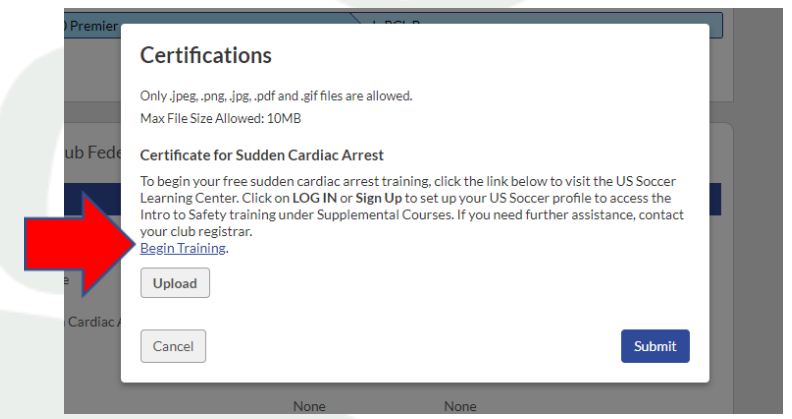 Premier
Certifications
Only .jpeg, .png, .jpg, .pdf and .gif files are allowed.
Max File Size Allowed: 10MB
ub Fede
Certificate for Sudden Cardiac Arrest
To begin your free sudden cardiac arrest training, click the link below to visit the US Soccer
Learning Center. Click on LOG IN or Sign Up to set up your US Soccer profile to access the
Intro to Safety training under Supplemental Courses. If you need further assistance, contact
your club registrar.
Begin Training.
Upload
Cardiac A
Cancel
Submit
None None